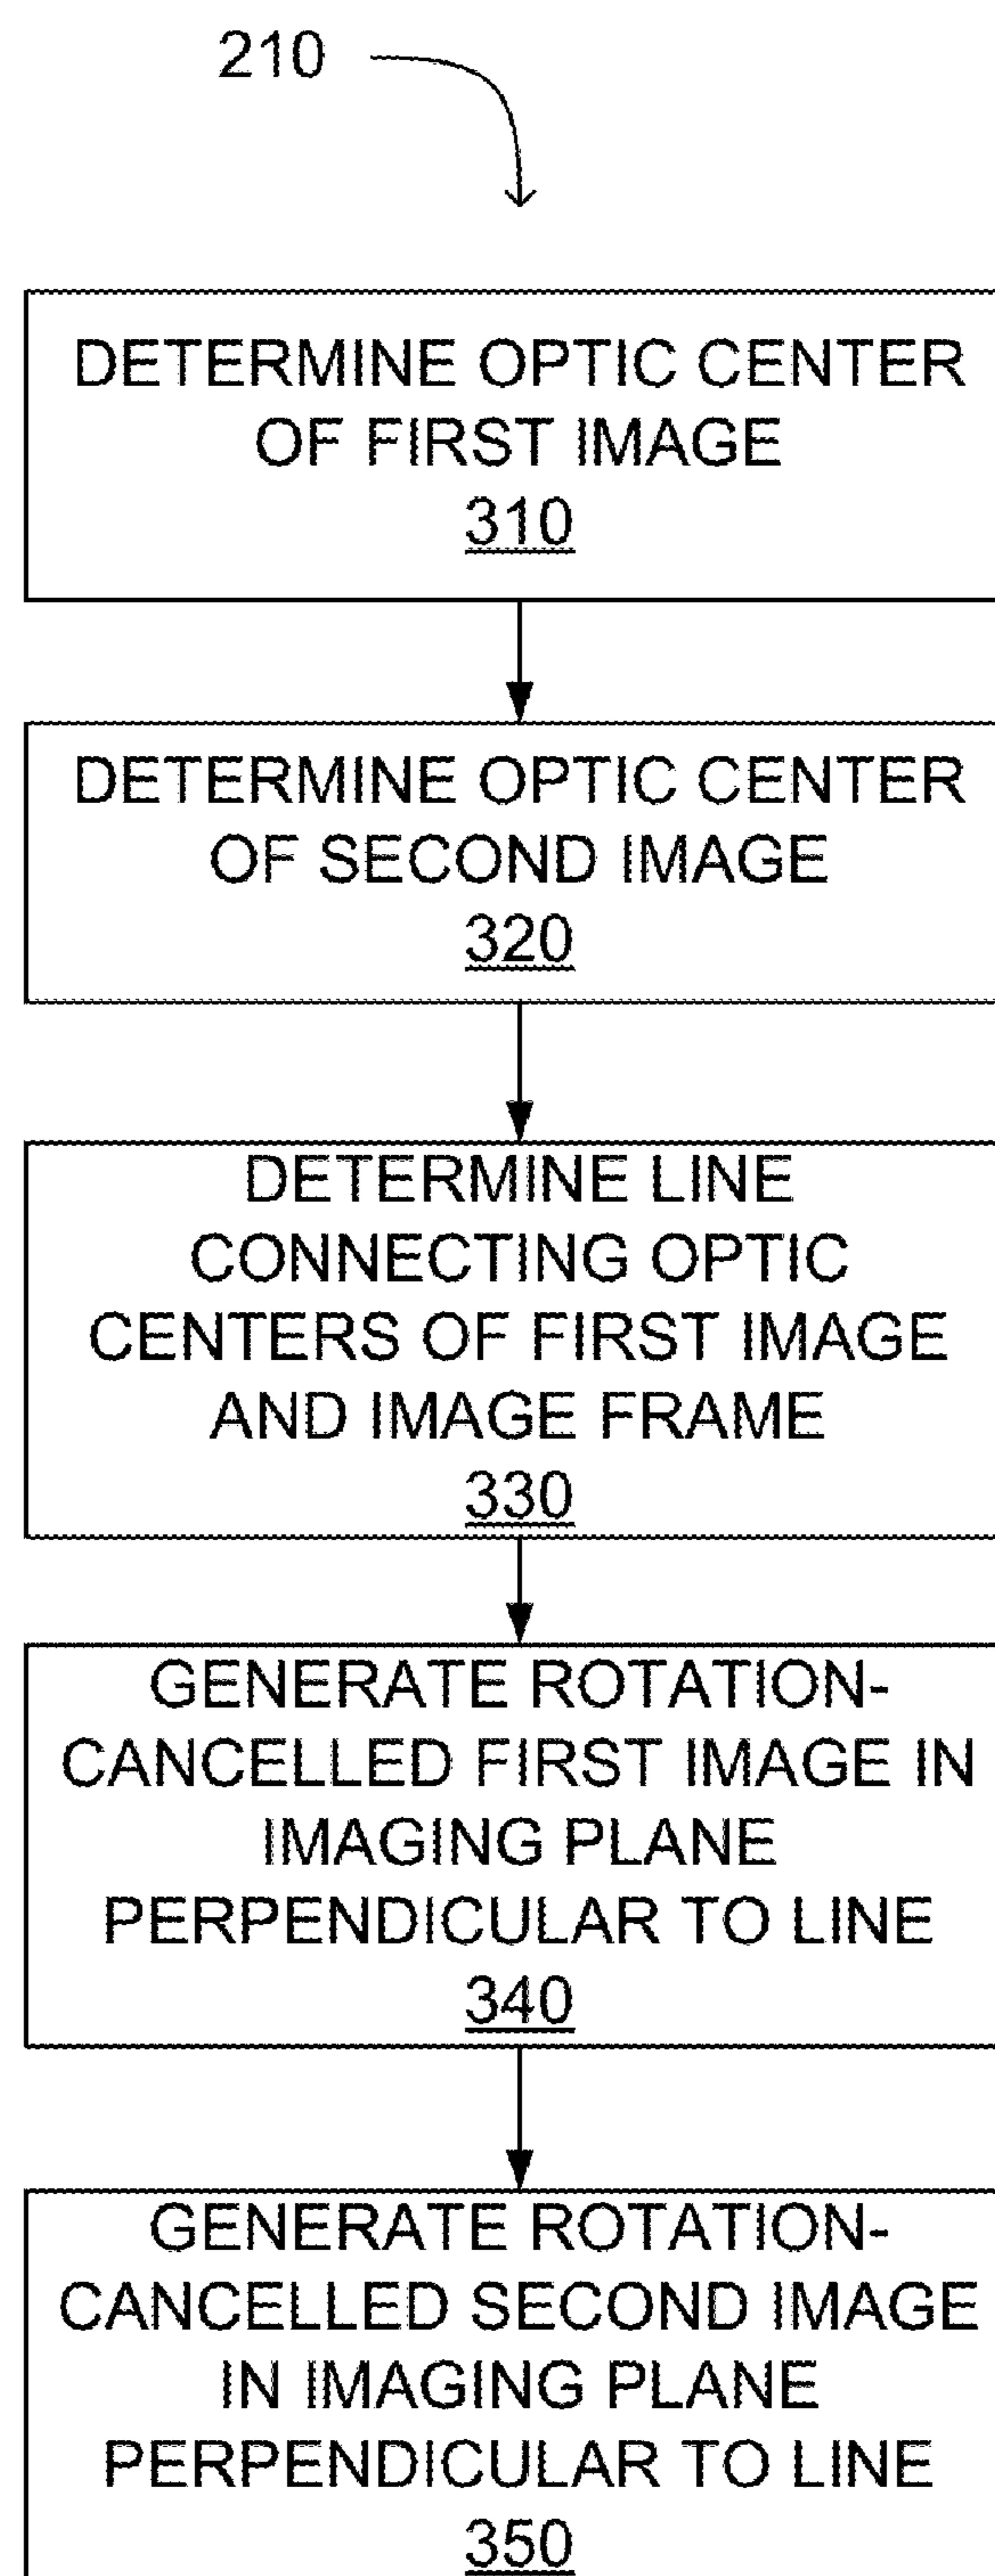 210
DETERMINE OPTIC CENTER
OF FIRST IMAGE
310
DETERMINE OPTIC CENTER
OF SECOND IMAGE
320
DETERMINE LINE
CONNECTING OPTIC
CENTERS OF FIRST IMAGE
AND IMAGE FRAME
330
GENERATE ROTATION-
CANCELLED FIRST IMAGE IN
IMAGING PLANE
PERPENDICULAR TO LINE
340
GENERATE ROTATION-
CANCELLED SECOND IMAGE
IN IMAGING PLANE
PERPENDICULAR TO LINE
350